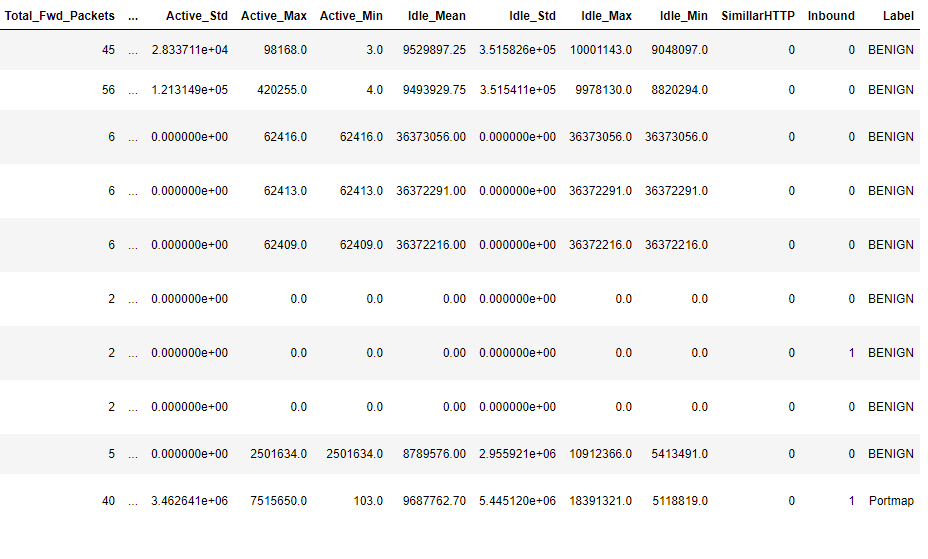 Total_Fwd_Packets ... Active_Std Active_Max Active_Min Idle_Mean Idle_Std Idle_Max Idle_Min SimillarHTTP Inbound Label
45 ... 2.833711e+04 98168.0 3.0 9529897.25 3.515826e+05 10001143.0 9048097.0 0 0 BENIGN
56 ... 1.213149e+05 420255.0 4.0 9493929.75 3.515411e+05 9978130.0 8820294.0 0 0 BENIGN
6 ... 0.000000e+00 62416.0 62416.0 36373056.00 0.000000e+00 36373056.0 36373056.0 0 0 BENIGN
6 ... 0.000000e+00 62413.0 62413.0 36372291.00 0.000000e+00 36372291.0 36372291.0 0 0 BENIGN
6 ... 0.000000e+00 62409.0 62409.0 36372216.00 0.000000e+00 36372216.0 36372216.0 0 0 BENIGN
2 ... 0.000000e+00 0.0 0.0 0.00 0.000000e+00 0.0 0.0 0 0 BENIGN
2 ... 0.000000e+00 0.0 0.0 0.00 0.000000e+00 0.0 0.0 0 1 BENIGN
2 ... 0.000000e+00 0.0 0.0 0.00 0.000000e+00 0.0 0.0 0 0 BENIGN
5 ... 0.000000e+00 2501634.0 2501634.0 8789576.00 2.955921e+06 10912366.0 5413491.0 0 0 BENIGN
40 ... 3.462641e+06 7515650.0 103.0 9687762.70 5.445120e+06 18391321.0 5118819.0 0 1 Portmap